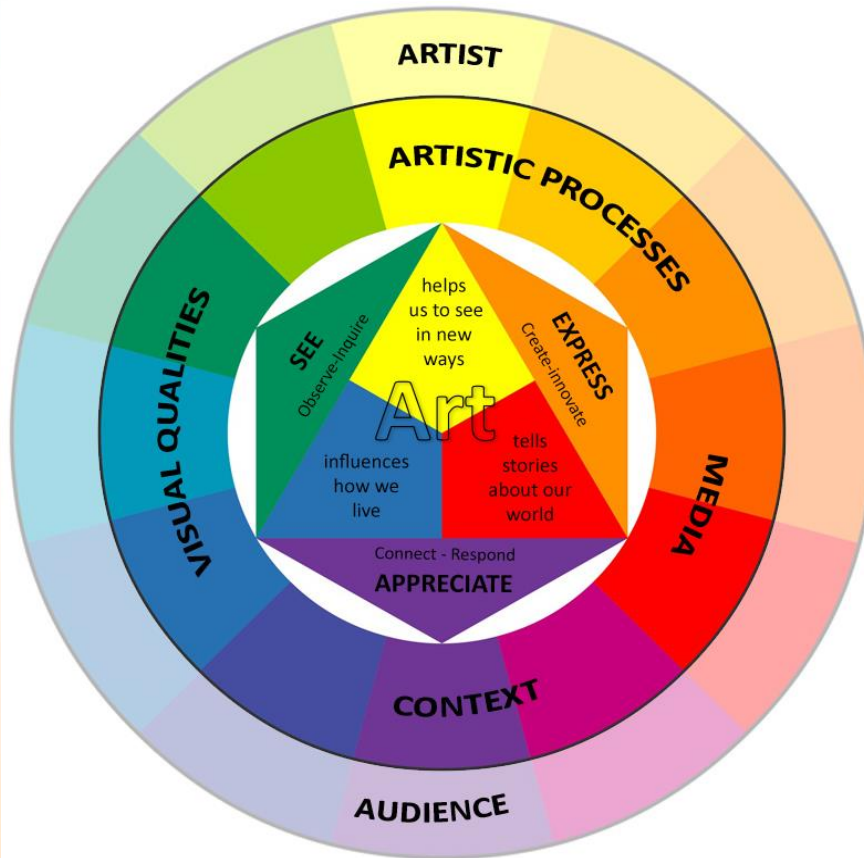 ARTIST
ARTISTIC PROCESSES
helps
us to see
in new
ways
SEE
Observe-Inquire
EXPRESS
Create-innovate
Art
VISUAL QUALITIES
influences
how we
live
tells
stories
about our
world
MEDIA
Connect - Respond
APPRECIATE
CONTEXT
AUDIENCE